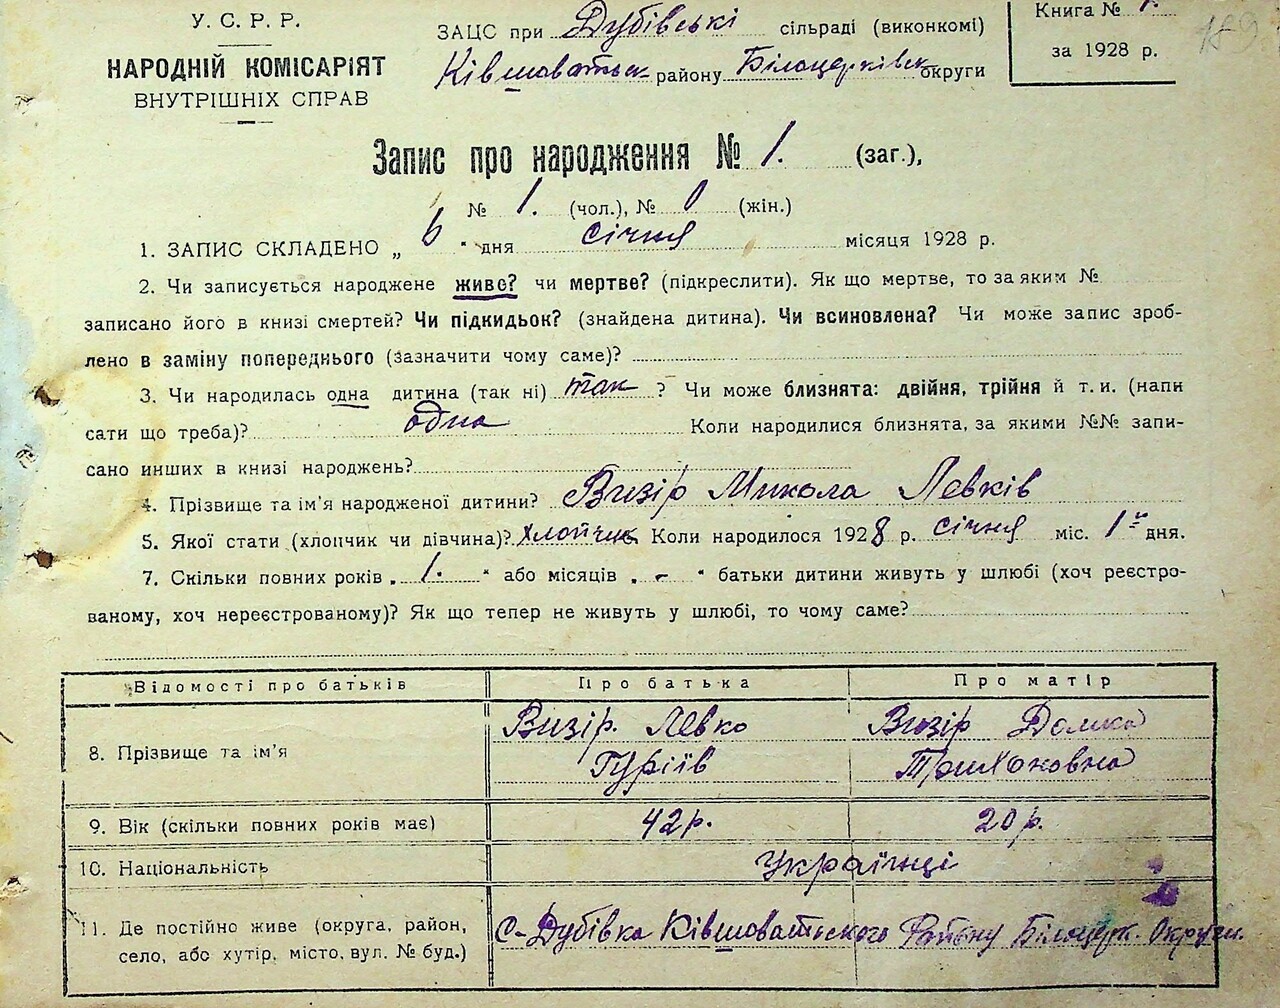 У. С. Р. Р.
НАРОДНІЙ КОМІСАРІЯТ
ВНУТРІШНІХ СПРАВ
ЗАЦС при Дубівські сільраді (виконкомі)
Ківшоватськ району Білоцерківськ округи
Книга № 1.
за 1928 р.
189
Запис про народження № 1. (заг.),
№ 1. (чол.), № 0 (жін.)
1. ЗАПИС СКЛАДЕНО „ 6 " дня січня місяця 1928 р.
2. Чи записується народжене живе? чи мертве? (підкреслити). Як що мертве, то за яким №
записано його в книзі смертей? Чи підкидьок? (знайдена дитина). Чи всиновлена? Чи може запис зроб-
лено в заміну попереднього (зазначити чому саме)?
3. Чи народилась одна дитина (так ні) так ? Чи може близнята: двійня, трійня й т. и. (напи
сати що треба)? одна Коли народилися близнята, за якими №№ запи-
сано инших в книзі народжень?
4. Прізвище та ім'я народженої дитини? Визір Микола Левків
5. Якої стати (хлопчик чи дівчина)? хлопчик Коли народилося 1928 р. січня міс. 1го дня.
7. Скільки повних років „ 1. " або місяців „ - " батьки дитини живуть у шлюбі (хоч реєстро-
ваному, хоч нереєстрованому)? Як що тепер не живуть у шлюбі, то чому саме?
Відомості про батьків Про батька Про матір
8. Прізвище та ім'я Визір Левко Гуріїв Визір Домка Трихоновна
9. Вік (скільки повних років має) 42 р. 20 р.
10. Національність Українці
11. Де постійно живе (округа, район,
село, або хутір, місто, вул. № буд.) с-Дубівка Ківшоватського Району Білоцерк. Округи.